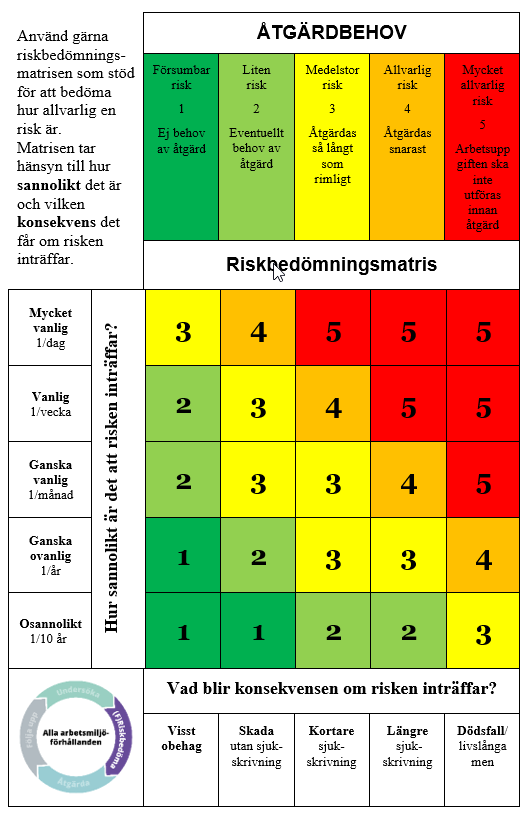 Använd gärna
riskbedömnings-
matrisen som stöd
för att bedöma
hur allvarlig en
risk är.
Matrisen tar
hänsyn till hur
sannolikt det är
och vilken
konsekvens det
får om risken
inträffar.
ÅTGÄRDBEHOV
Försumbar
risk
1
Ej behov
av åtgärd
Liten
risk
2
Eventuellt
behov av
åtgärd
Medelstor
risk
3
Åtgärdas
så långt
som
rimligt
Allvarlig
risk
4
Åtgärdas
snarast
Mycket
allvarlig
risk
5
Arbetsupp
giften ska
inte
utföras
innan
åtgärd
Riskbedömningsmatris
Hur sannolikt är det att risken inträffar?
Mycket
vanlig
1/dag
3 4 5 5 5
Vanlig
1/vecka
2 3 4 5 5
Ganska
vanlig
1/månad
2 3 3 4 5
Ganska
ovanlig
1/år
1 2 3 3 4
Osannolikt
1/10 år
1 1 2 2 3
Undersöka
(F)Riskbedöma
Åtgärda
Följa upp
Alla arbetsmiljö-
förhållanden
Vad blir konsekvensen om risken inträffar?
Visst
obehag
Skada
utan sjuk-
skrivning
Kortare
sjuk-
skrivning
Längre
sjuk-
skrivning
Dödsfall/
livslånga
men